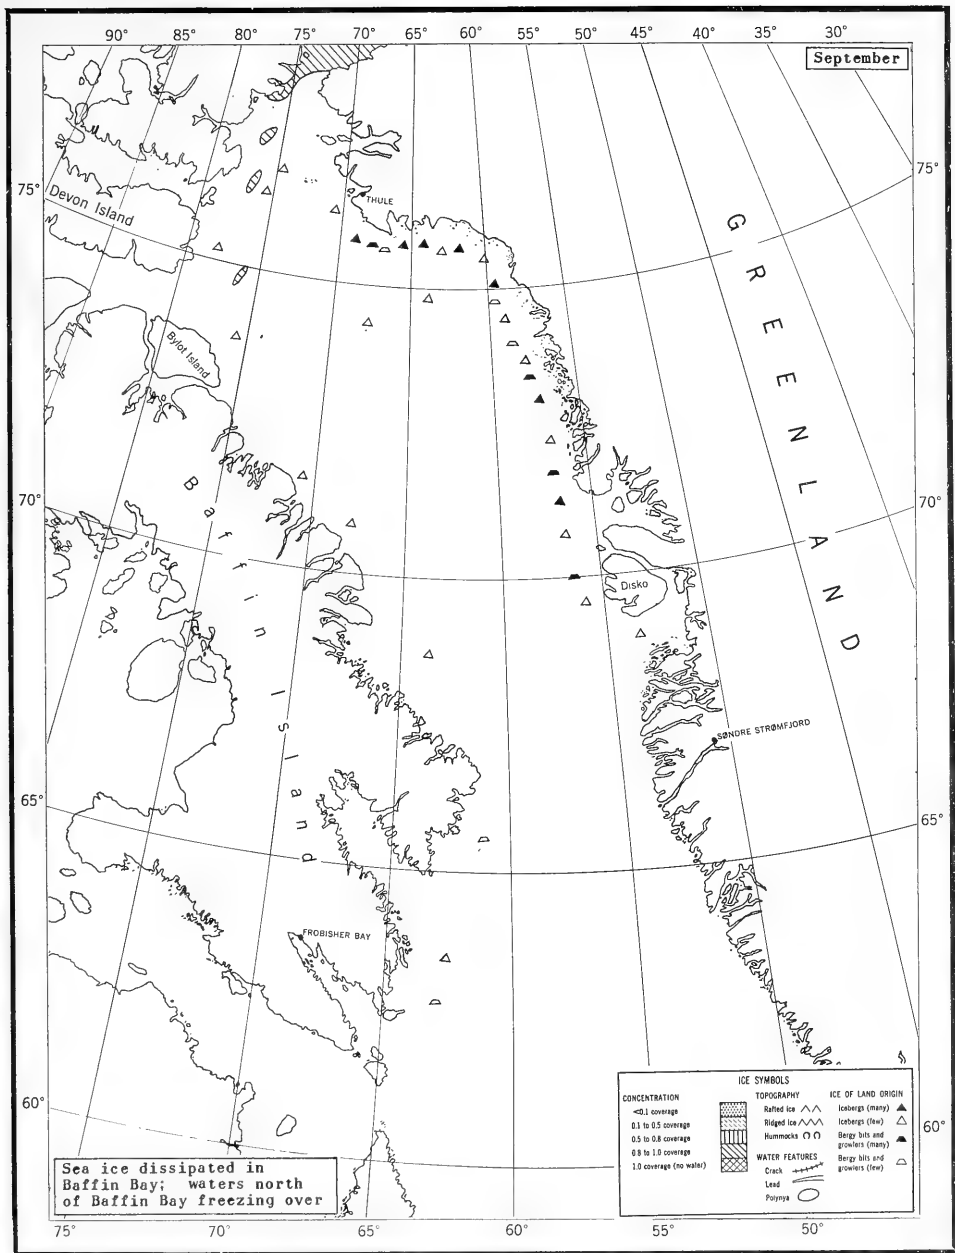 90° 85° 80° 75° 70° 65° 60° 55° 50° 45° 40° 35° 30°
September
75°
75°
Devon Island
THULE
GREENLAND
Bylot Island
70°
70°
Baffin Island
Disko
SØNDRE STRØMFJORD
65°
65°
FROBISHER BAY
60°
60°
ICE SYMBOLS
CONCENTRATION
<0.1 coverage
0.1 to 0.5 coverage
0.5 to 0.8 coverage
0.8 to 1.0 coverage
1.0 coverage (no water)
TOPOGRAPHY
Rafted ice
Ridged ice
Hummocks
WATER FEATURES
Crack
Lead
Polynya
ICE OF LAND ORIGIN
Icebergs (many)
Icebergs (few)
Bergy bits and
growlers (many)
Bergy bits and
growlers (few)
Sea ice dissipated in
Baffin Bay; waters north
of Baffin Bay freezing over
75° 70° 65° 60° 55° 50°